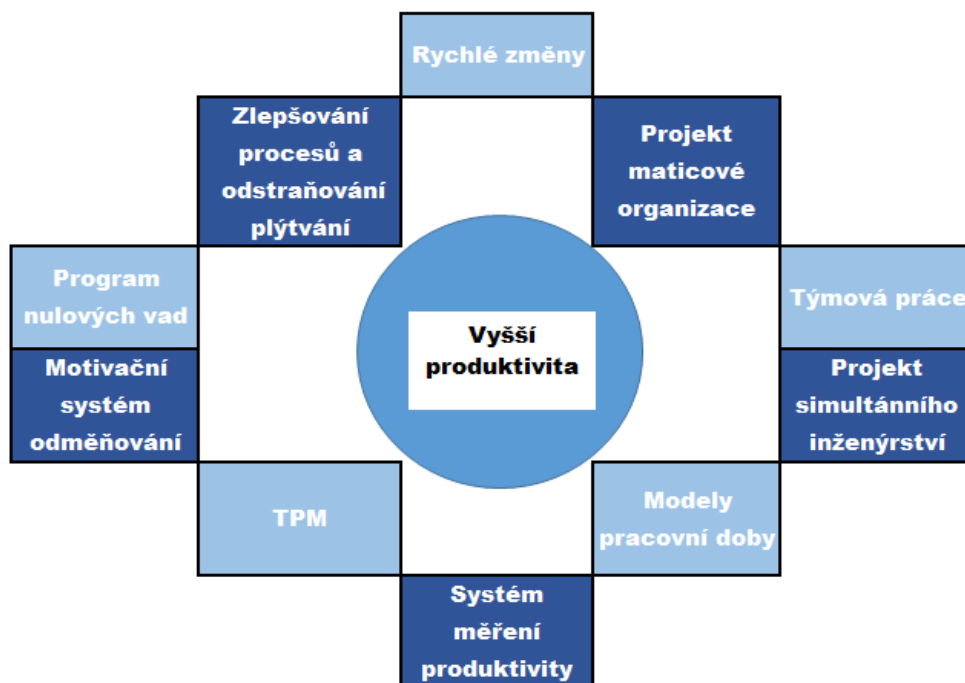 Rychlé změny
Zlepšování
procesů a
odstraňování
plýtvání
Projekt
maticové
organizace
Program
nulových vad
Týmová práce
Vyšší
produktivita
Motivační
systém
odměňování
Projekt
simultánního
inženýrství
TPM
Modely
pracovní doby
Systém
měření
produktivity